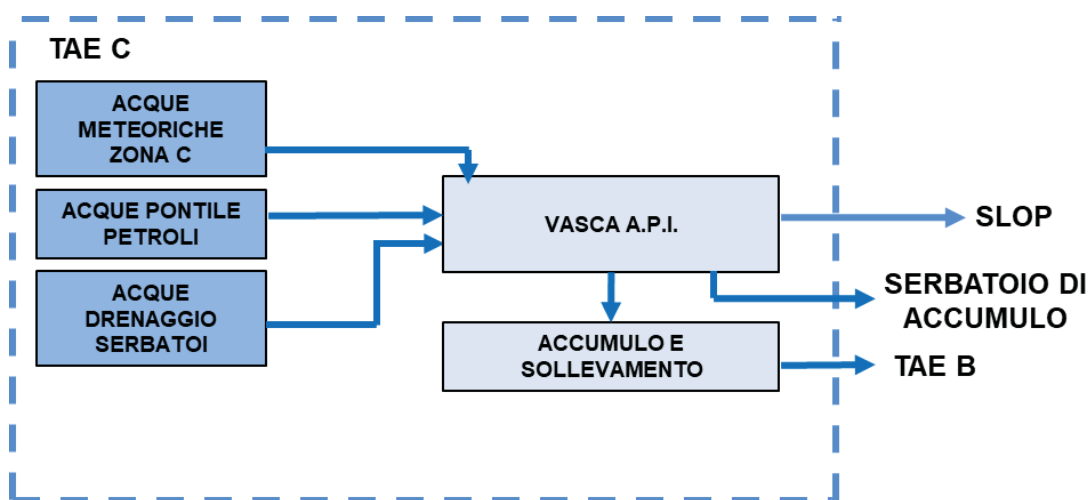 TAE C
ACQUE
METEORICHE
ZONA C
ACQUE PONTILE
PETROLI
ACQUE
DRENAGGIO
SERBATOI
VASCA A.P.I.
ACCUMULO E
SOLLEVAMENTO
SLOP
SERBATOIO DI
ACCUMULO
TAE B